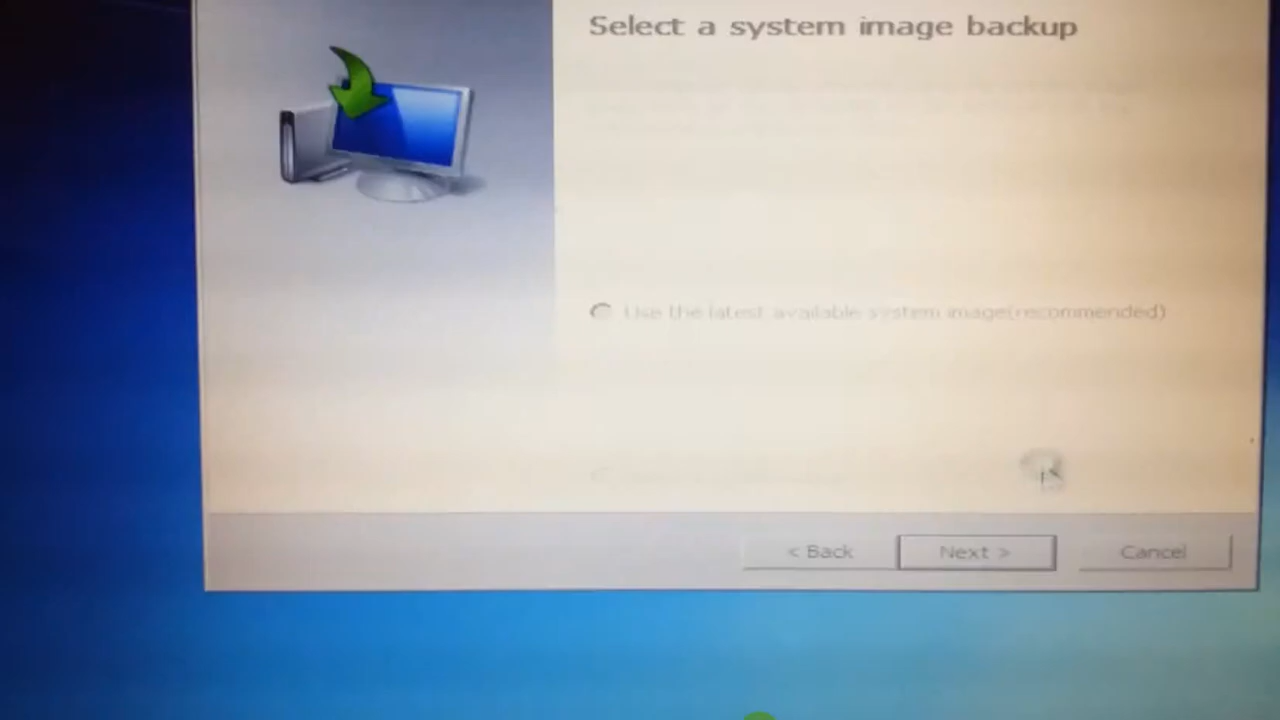 Select a system image backup
Use the latest available system image(recommended)
< Back
Next >
Cancel